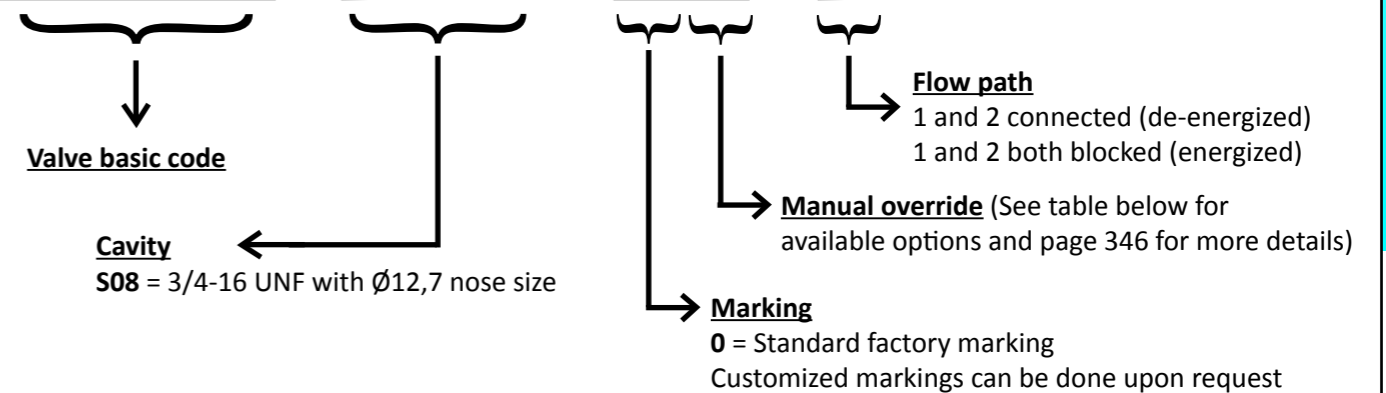 Flow path
1 and 2 connected (de-energized)
1 and 2 both blocked (energized)
Valve basic code
Manual override (See table below for
available options and page 346 for more details)
Cavity
S08 = 3/4-16 UNF with Ø12,7 nose size
Marking
0 = Standard factory marking
Customized markings can be done upon request